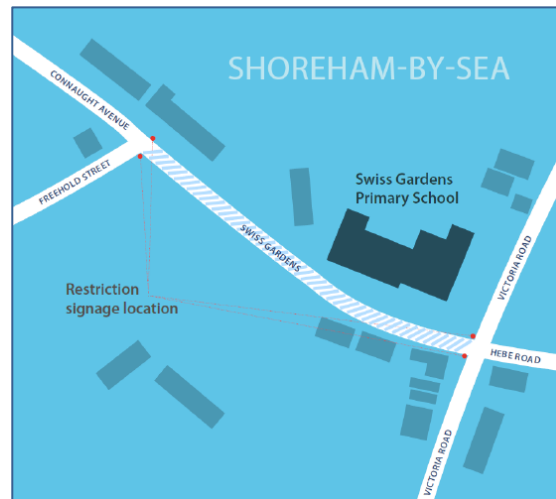 SHOREHAM-BY-SEA
CONNAUGHT AVENUE
FREEHOLD STREET
Swiss Gardens
Primary School
SWISS GARDENS
VICTORIA ROAD
Restriction
signage location
HEBE ROAD
VICTORIA ROAD